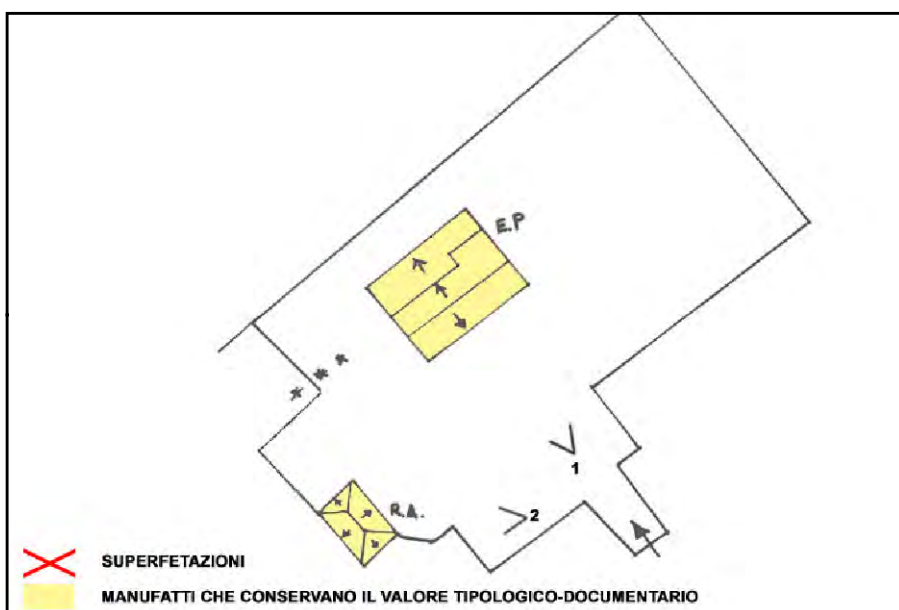 E.P
1
R.A.
2
SUPERFETAZIONI
MANUFATTI CHE CONSERVANO IL VALORE TIPOLOGICO-DOCUMENTARIO